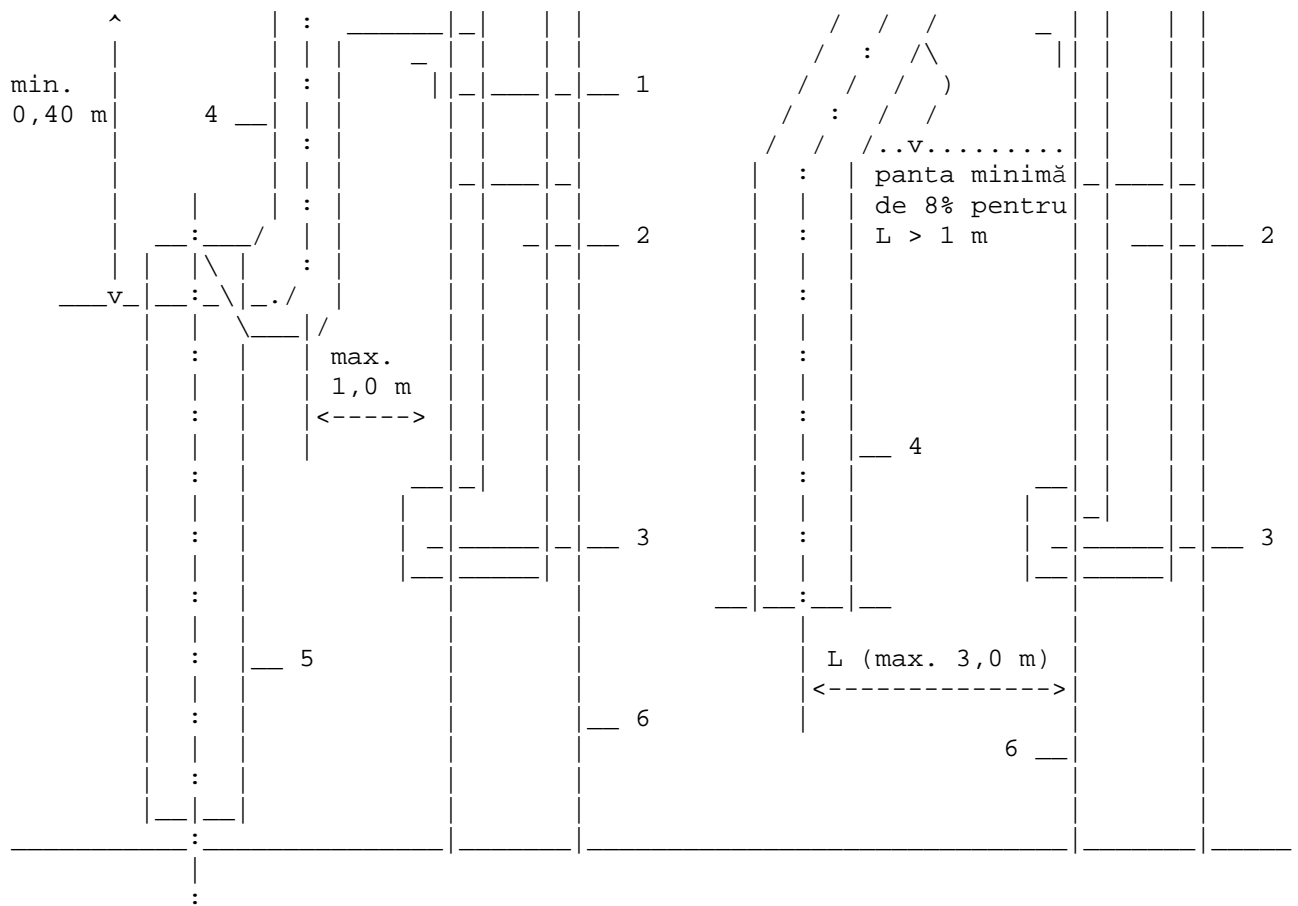 min.
0,40 m
4
1
2
max.
1,0 m
3
5
6
panta minimă
de 8% pentru
L > 1 m
2
4
3
L (max. 3,0 m)
6